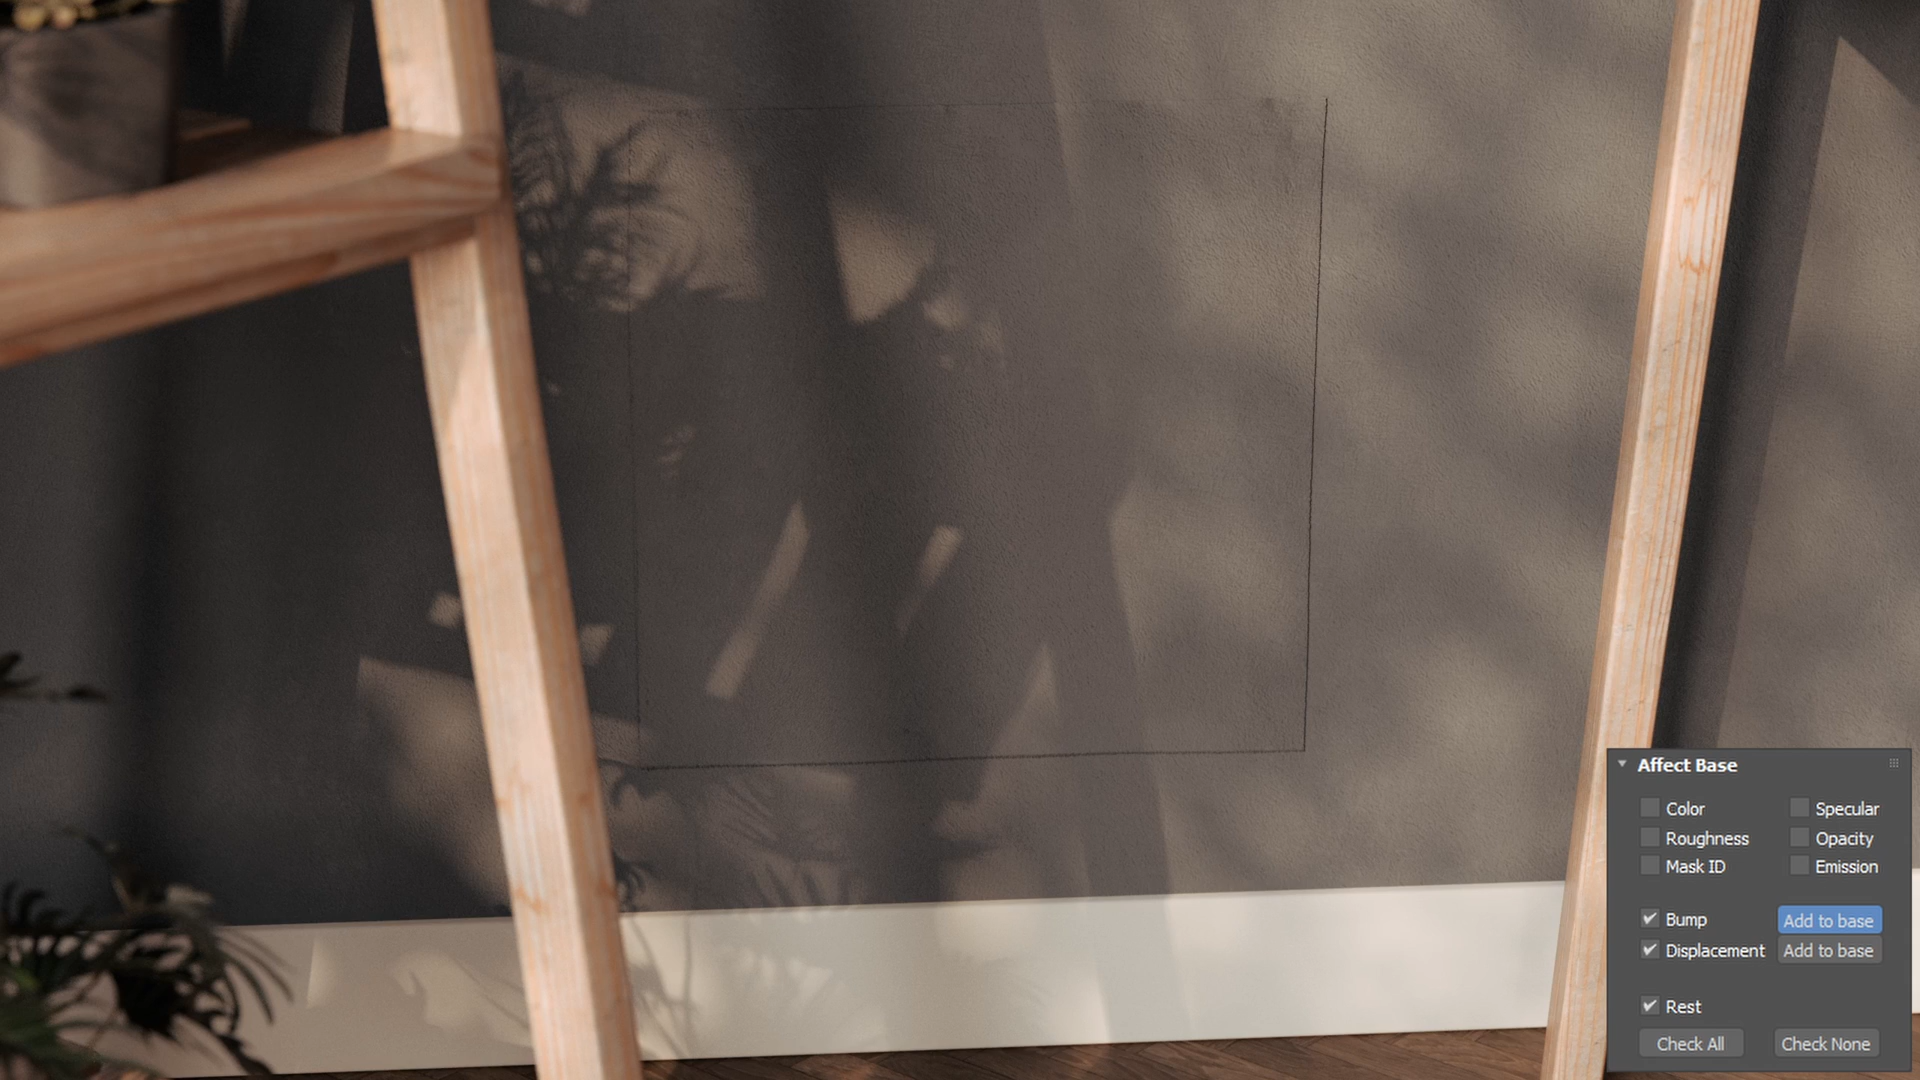 Affect Base
Color Specular
Roughness Opacity
Mask ID Emission
Bump Add to base
Displacement Add to base
Rest
Check All Check None